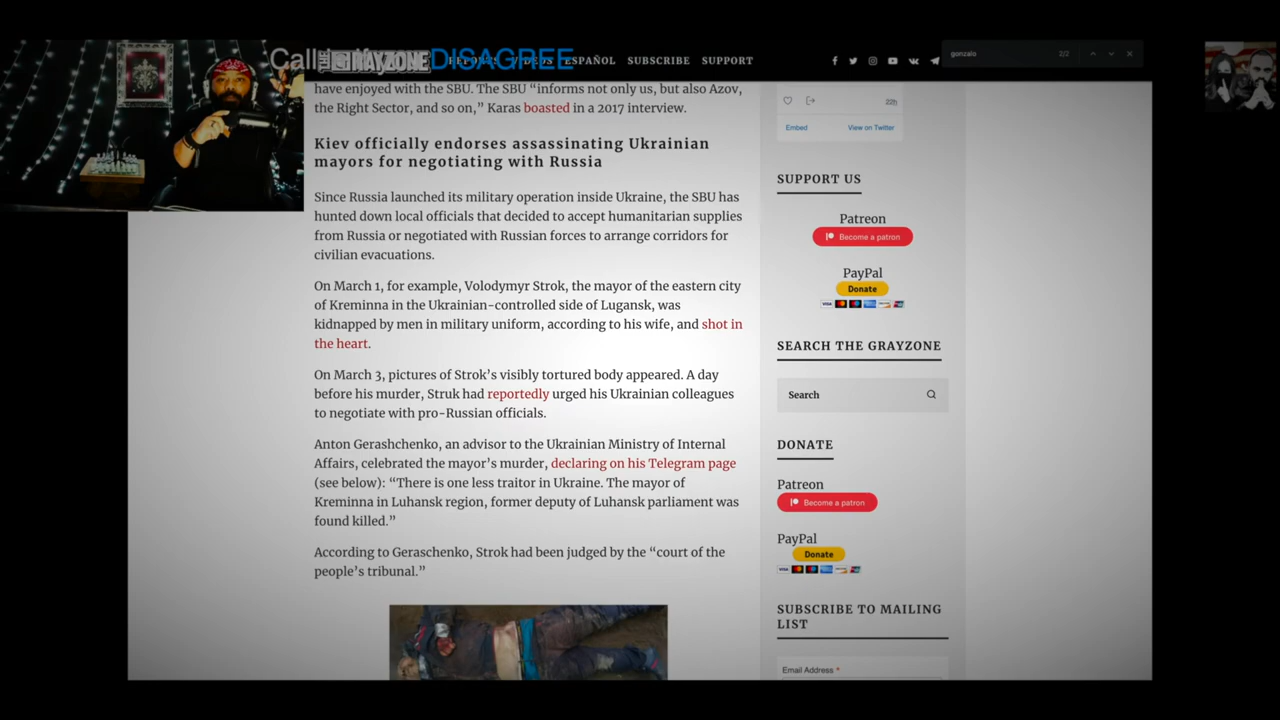 Call
DISAGREE
THE GRAYZONE
ESPAÑOL SUBSCRIBE SUPPORT
gonzalo 2/2
have enjoyed with the SBU. The SBU “informs not only us, but also Azov,
the Right Sector, and so on,” Karas boasted in a 2017 interview.
Kiev officially endorses assassinating Ukrainian
mayors for negotiating with Russia
Since Russia launched its military operation inside Ukraine, the SBU has
hunted down local officials that decided to accept humanitarian supplies
from Russia or negotiated with Russian forces to arrange corridors for
civilian evacuations.
On March 1, for example, Volodymyr Strok, the mayor of the eastern city
of Kreminna in the Ukrainian-controlled side of Lugansk, was
kidnapped by men in military uniform, according to his wife, and shot in
the heart.
On March 3, pictures of Strok’s visibly tortured body appeared. A day
before his murder, Struk had reportedly urged his Ukrainian colleagues
to negotiate with pro-Russian officials.
Anton Gerashchenko, an advisor to the Ukrainian Ministry of Internal
Affairs, celebrated the mayor’s murder, declaring on his Telegram page
(see below): “There is one less traitor in Ukraine. The mayor of
Kreminna in Luhansk region, former deputy of Luhansk parliament was
found killed.”
According to Geraschenko, Strok had been judged by the “court of the
people’s tribunal.”
22h
Embed View on Twitter
SUPPORT US
Patreon
Become a patron
PayPal
Donate
SEARCH THE GRAYZONE
Search
DONATE
Patreon
Become a patron
PayPal
Donate
SUBSCRIBE TO MAILING
LIST
Email Address *